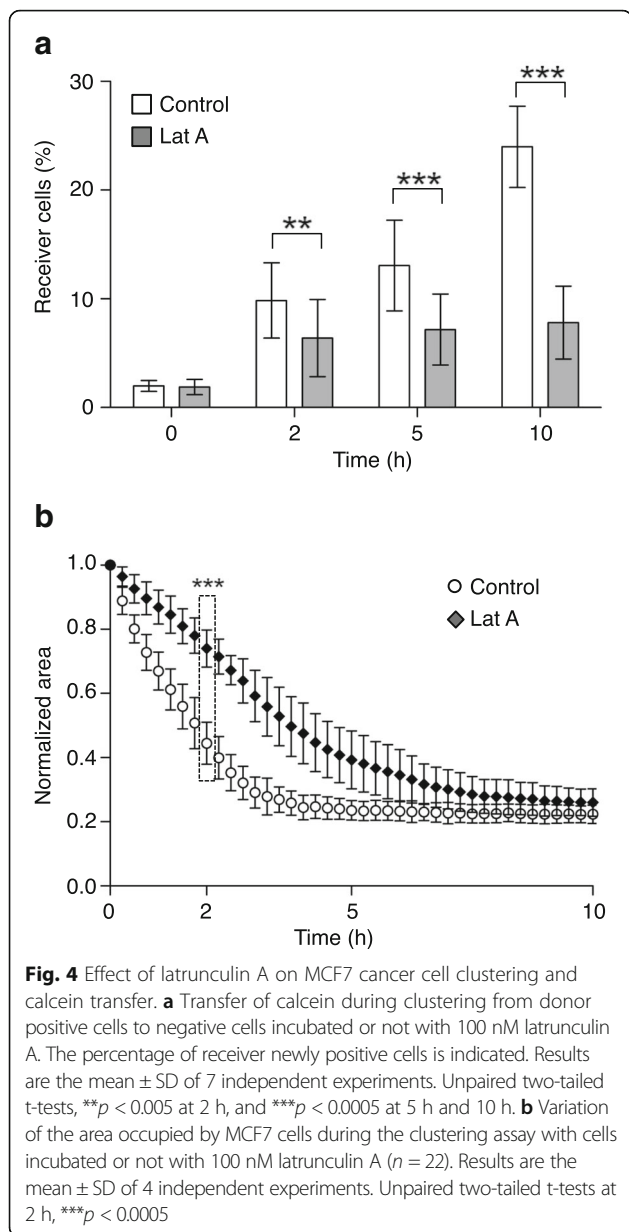 a
30
20
10
0
Receiver cells (%)
Control
Lat A
**
***
***
0 2 5 10
Time (h)
b
1.0
0.8
0.6
0.4
0.2
0.0
Normalized area
***
Control
Lat A
0 2 5 10
Time (h)
Fig. 4 Effect of latrunculin A on MCF7 cancer cell clustering and
calcein transfer. a Transfer of calcein during clustering from donor
positive cells to negative cells incubated or not with 100 nM latrunculin
A. The percentage of receiver newly positive cells is indicated. Results
are the mean ± SD of 7 independent experiments. Unpaired two-tailed
t-tests, **p < 0.005 at 2 h, and ***p < 0.0005 at 5 h and 10 h. b Variation
of the area occupied by MCF7 cells during the clustering assay with cells
incubated or not with 100 nM latrunculin A (n = 22). Results are the
mean ± SD of 4 independent experiments. Unpaired two-tailed t-tests at
2 h, ***p < 0.0005